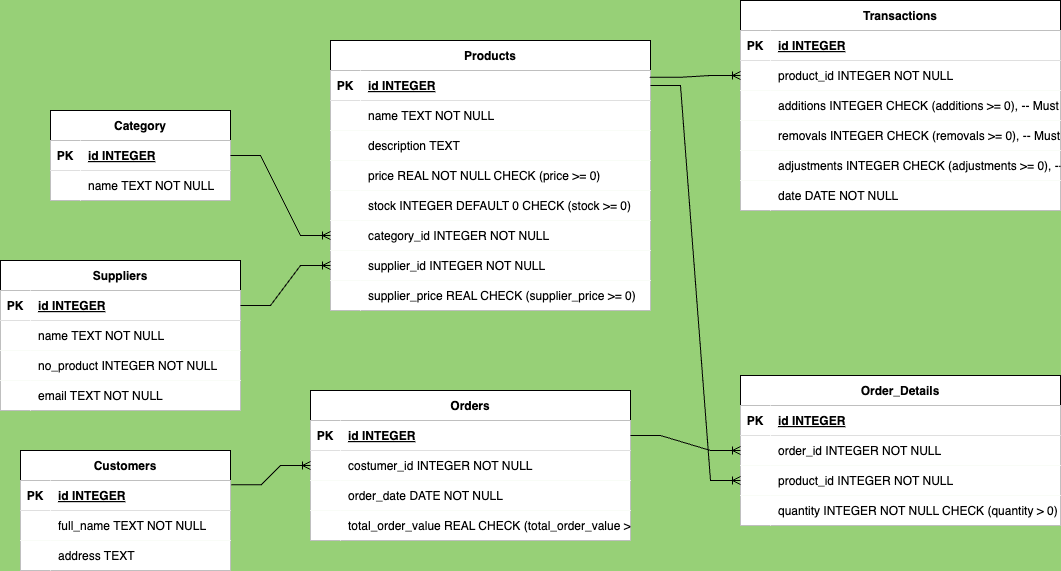 Transactions
PK id INTEGER
product_id INTEGER NOT NULL
additions INTEGER CHECK (additions >= 0), -- Must
removals INTEGER CHECK (removals >= 0), -- Must
adjustments INTEGER CHECK (adjustments >= 0), --
date DATE NOT NULL
Products
PK id INTEGER
name TEXT NOT NULL
description TEXT
price REAL NOT NULL CHECK (price >= 0)
stock INTEGER DEFAULT 0 CHECK (stock >= 0)
category_id INTEGER NOT NULL
supplier_id INTEGER NOT NULL
supplier_price REAL CHECK (supplier_price >= 0)
Category
PK id INTEGER
name TEXT NOT NULL
Suppliers
PK id INTEGER
name TEXT NOT NULL
no_product INTEGER NOT NULL
email TEXT NOT NULL
Orders
PK id INTEGER
costumer_id INTEGER NOT NULL
order_date DATE NOT NULL
total_order_value REAL CHECK (total_order_value >
Order_Details
PK id INTEGER
order_id INTEGER NOT NULL
product_id INTEGER NOT NULL
quantity INTEGER NOT NULL CHECK (quantity > 0)
Customers
PK id INTEGER
full_name TEXT NOT NULL
address TEXT